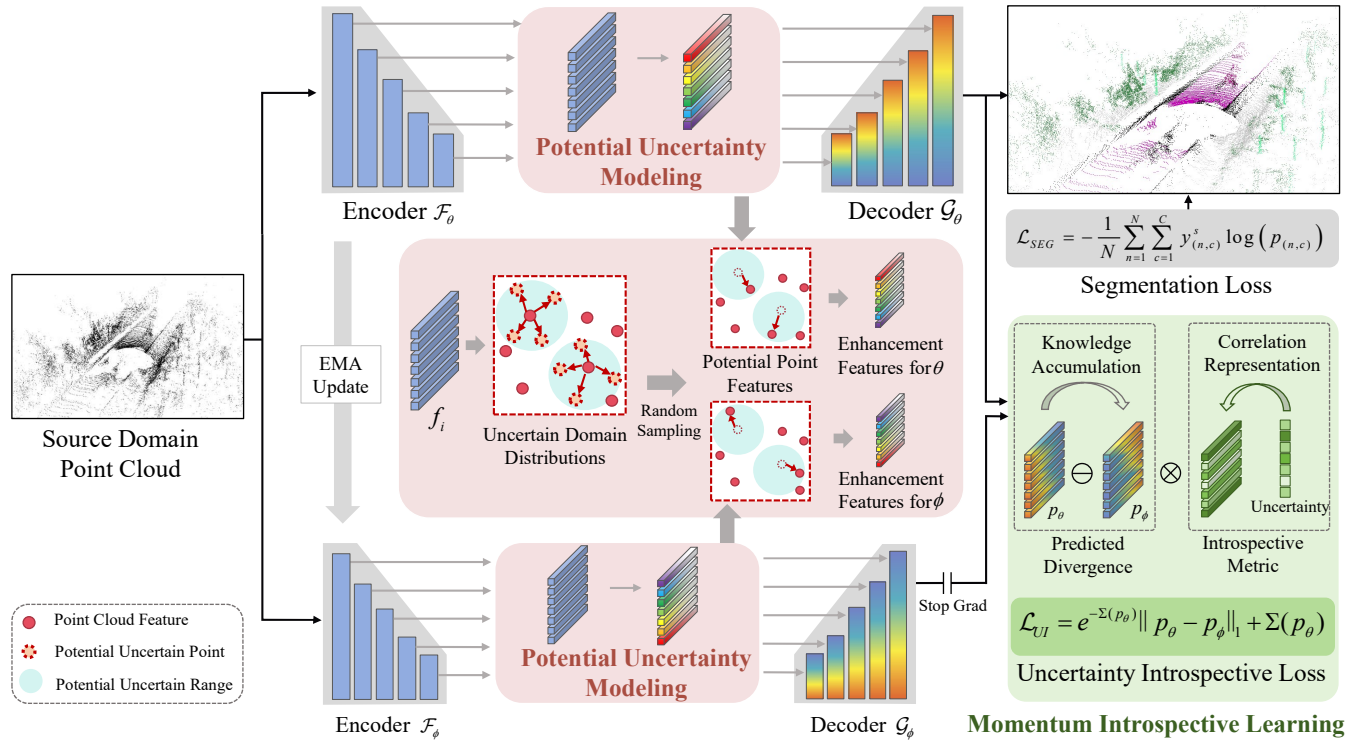 Potential Uncertainty
Modeling
Encoder 𝓕_θ
Decoder 𝒢_θ
ℒ_SEG = − 1/N ∑_{n=1}^{N} ∑_{c=1}^{C} y^s_{(n,c)} log(p_{(n,c)})
Segmentation Loss
Source Domain
Point Cloud
EMA
Update
f_i
Uncertain Domain
Distributions
Random
Sampling
Potential Point
Features
Enhancement
Features for θ
Enhancement
Features for ϕ
Knowledge
Accumulation
Correlation
Representation
p_θ
p_ϕ
Uncertainty
Predicted
Divergence
Introspective
Metric
ℒ_UI = e^{−Σ(p_θ)} || p_θ − p_ϕ ||_1 + Σ(p_θ)
Uncertainty Introspective Loss
Momentum Introspective Learning
Point Cloud Feature
Potential Uncertain Point
Potential Uncertain Range
Potential Uncertainty
Modeling
Stop Grad
Encoder 𝓕_ϕ
Decoder 𝒢_ϕ